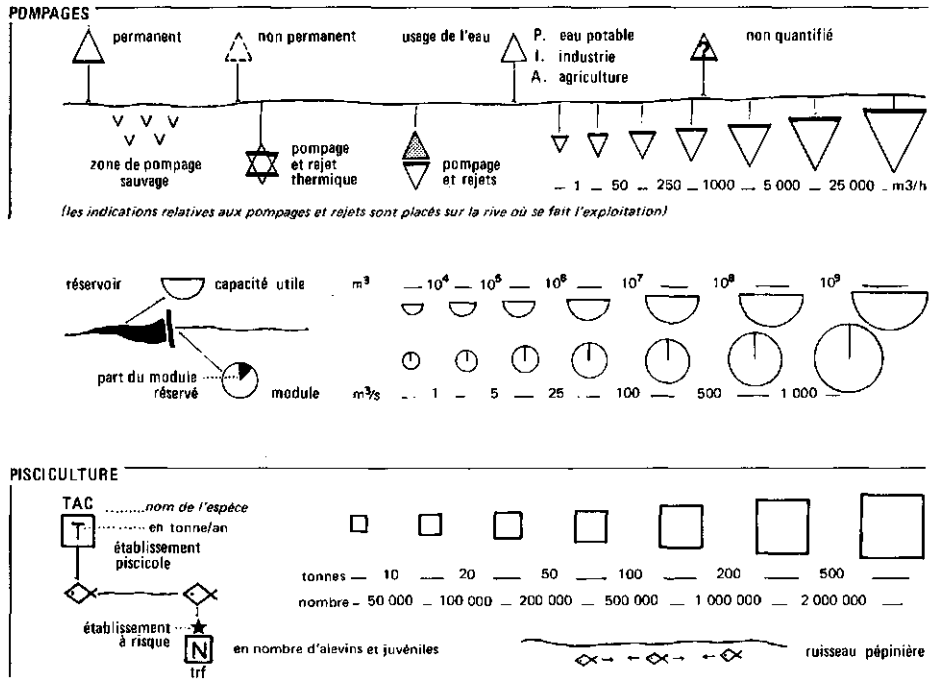 POMPAGES
permanent
non permanent
usage de l'eau
P. eau potable
I. industrie
A. agriculture
?
non quantifié
zone de pompage
sauvage
pompage
et rejet
thermique
pompage
et rejets
1 50 250 1000 5 000 25 000 m3/h
(les indications relatives aux pompages et rejets sont placés sur la rive où se fait l'exploitation)
réservoir
capacité utile
m³ 10⁴ 10⁵ 10⁶ 10⁷ 10⁸ 10⁹
part du module
réservé
module
m³/s 1 5 25 100 500 1 000
PISCICULTURE
TAC
nom de l'espéce
T
en tonne/an
établissement
piscicole
tonnes 10 20 50 100 200 500
nombre 50 000 100 000 200 000 500 000 1 000 000 2 000 000
établissement
à risque
N
trf
en nombre d'alevins et juvéniles
ruisseau pépinière